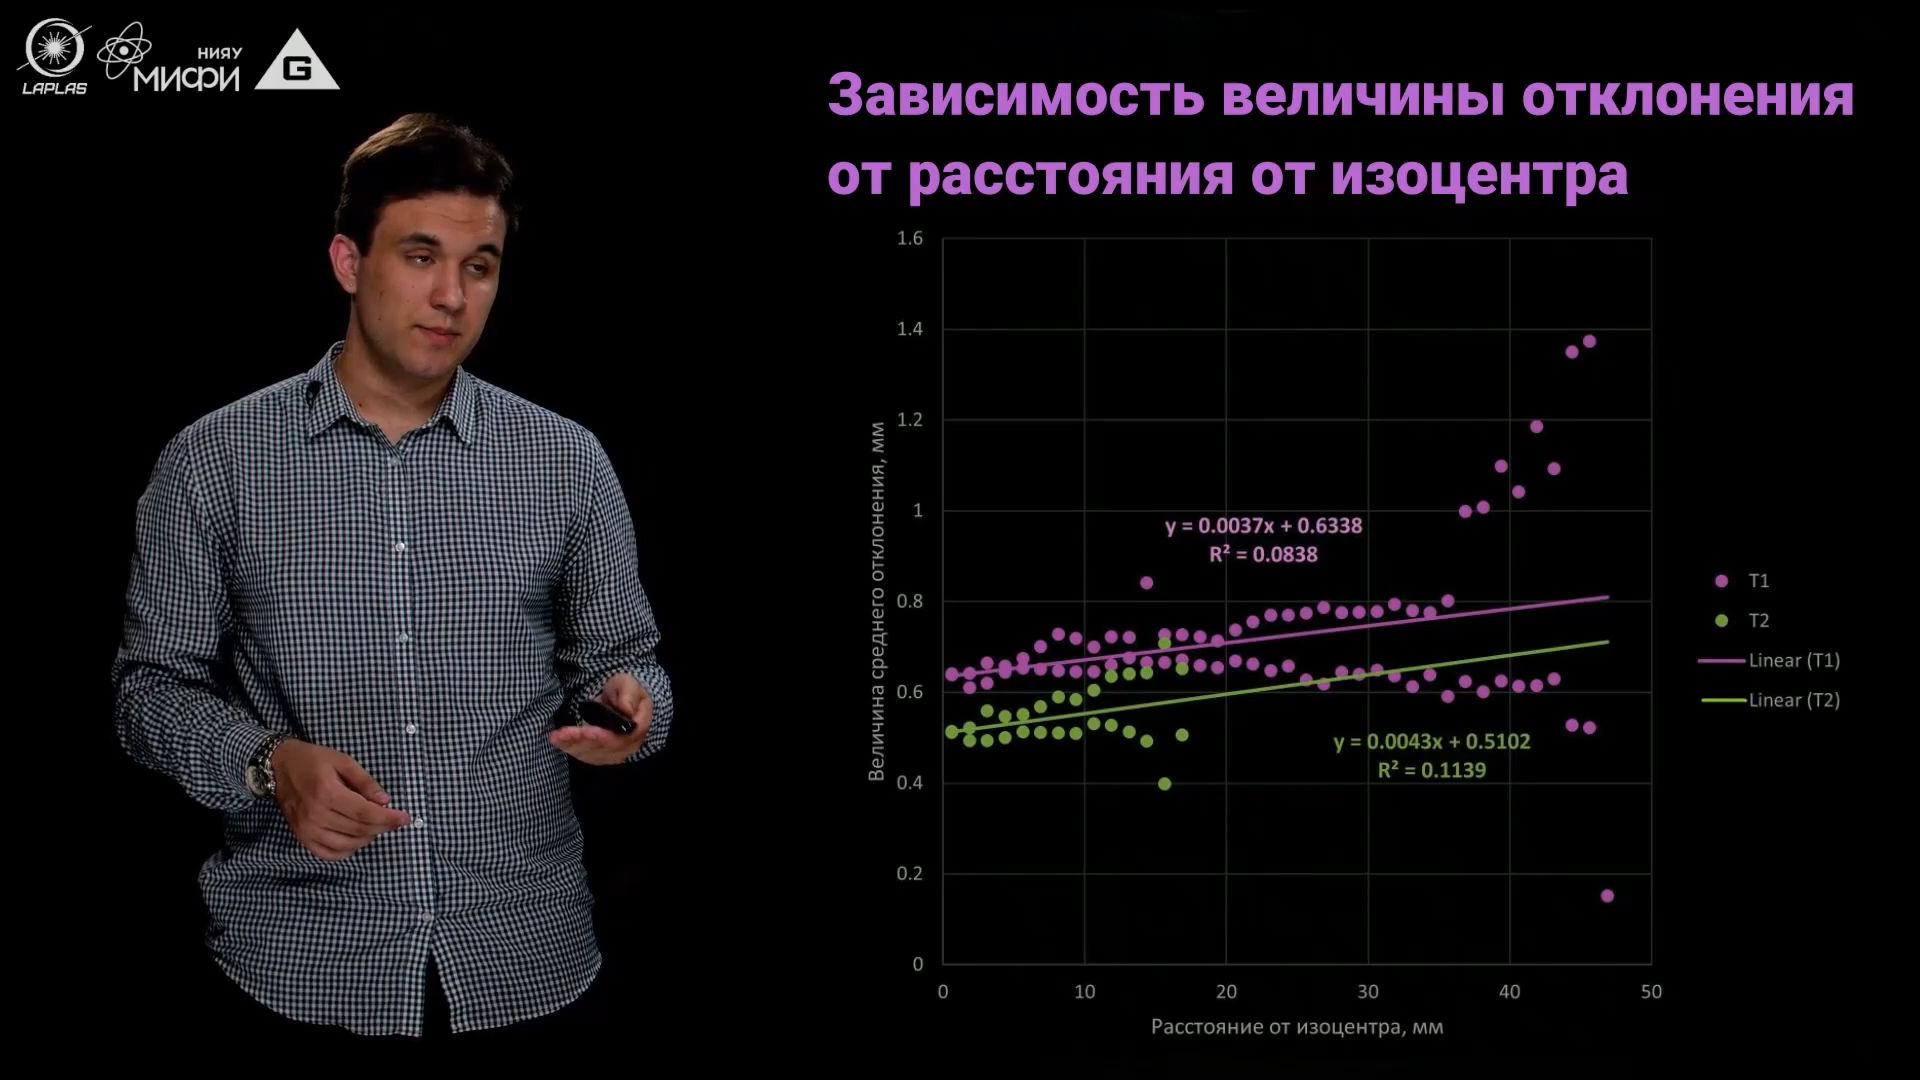 LAPLAS
НИЯУ
МИФИ
G
Зависимость величины отклонения
от расстояния от изоцентра
1.6
1.4
1.2
1
0.8
0.6
0.4
0.2
0
0
10
20
30
40
50
Величина среднего отклонения, мм
Расстояние от изоцентра, мм
y = 0.0037x + 0.6338
R² = 0.0838
y = 0.0043x + 0.5102
R² = 0.1139
T1
T2
Linear (T1)
Linear (T2)